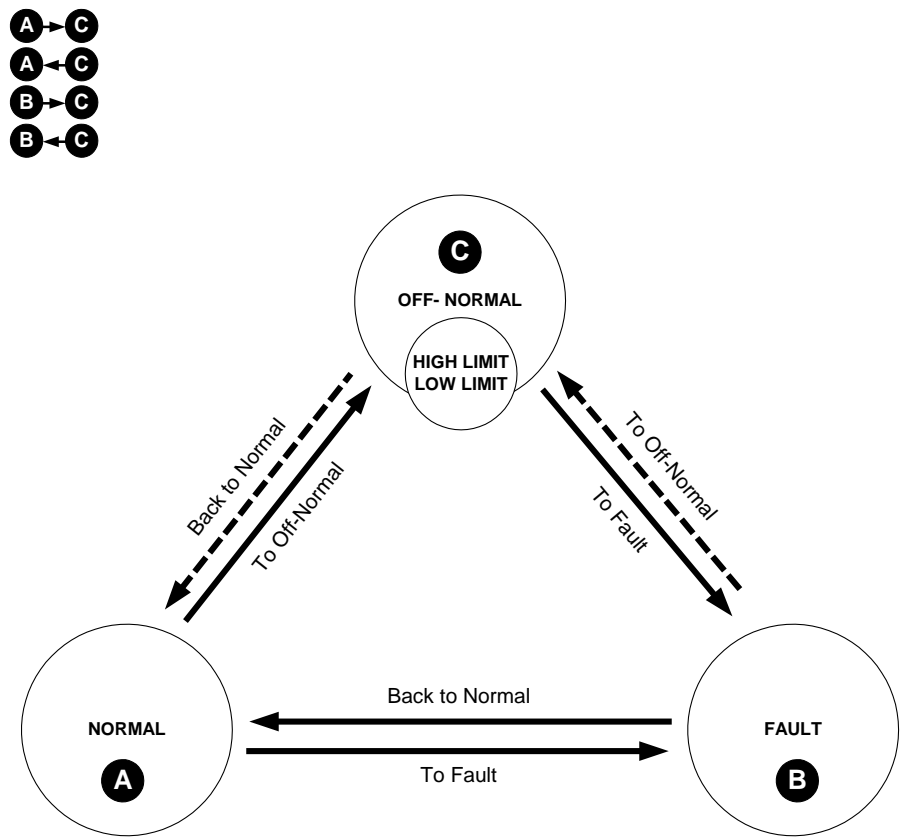 A C
A C
B C
B C
C
OFF- NORMAL
HIGH LIMIT
LOW LIMIT
Back to Normal
To Off-Normal
To Off-Normal
To Fault
Back to Normal
NORMAL
FAULT
To Fault
A
B